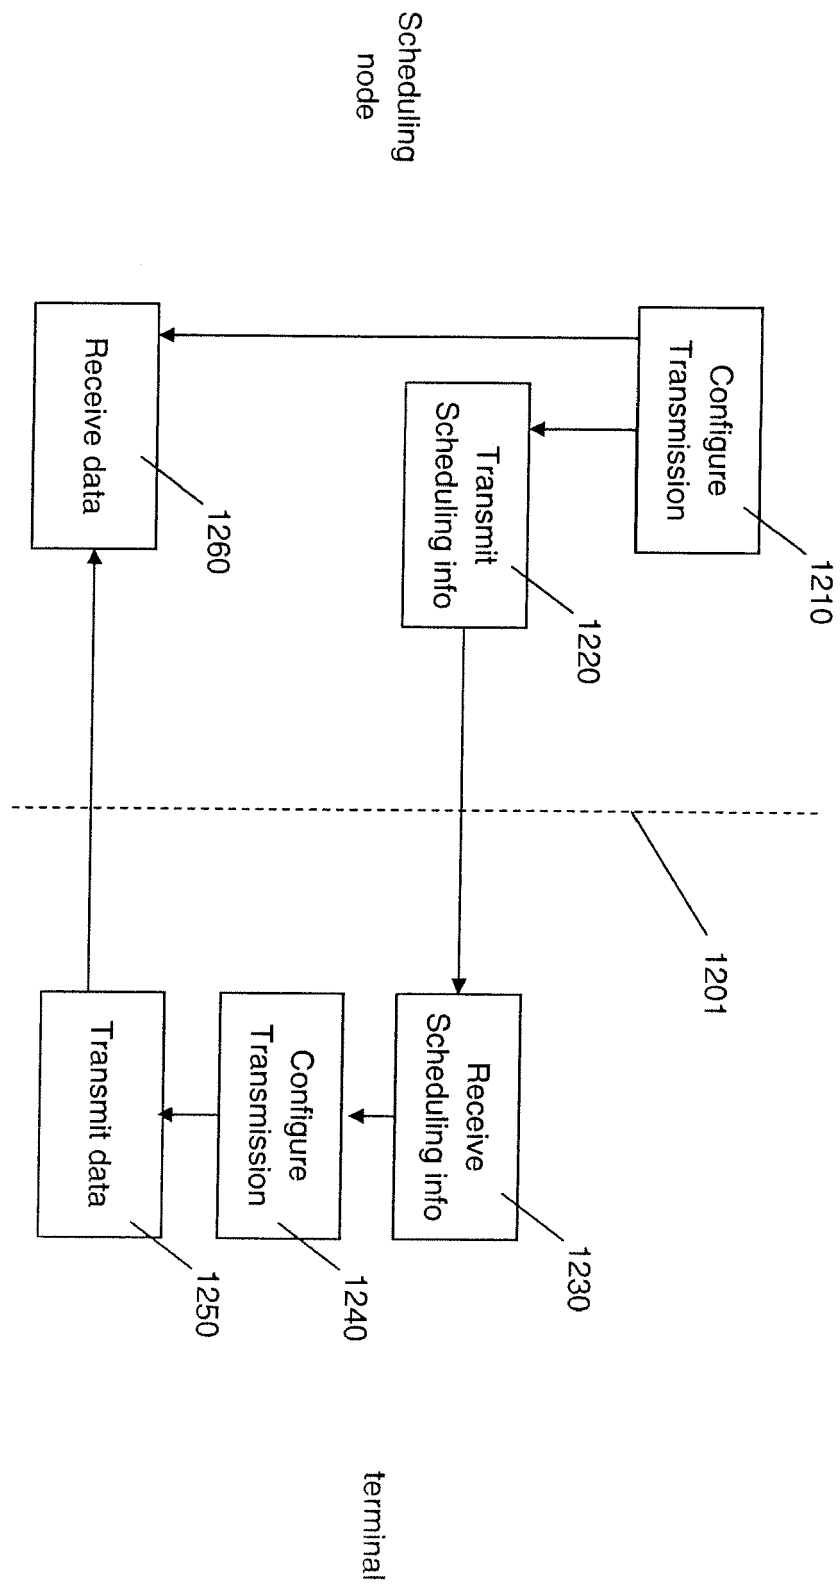 Scheduling
node
Configure
Transmission
1210
Transmit
Scheduling info
1220
Receive data
1260
1201
Receive
Scheduling info
1230
Configure
Transmission
1240
Transmit data
1250
terminal